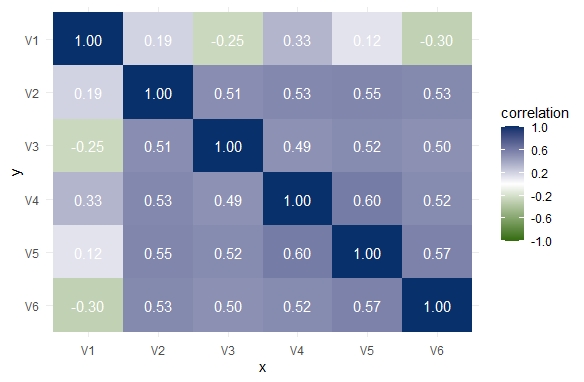 V1 1.00 0.19 -0.25 0.33 0.12 -0.30
V2 0.19 1.00 0.51 0.53 0.55 0.53
V3 -0.25 0.51 1.00 0.49 0.52 0.50
V4 0.33 0.53 0.49 1.00 0.60 0.52
V5 0.12 0.55 0.52 0.60 1.00 0.57
V6 -0.30 0.53 0.50 0.52 0.57 1.00
V1 V2 V3 V4 V5 V6
x
y
correlation
1.0
0.6
0.2
-0.2
-0.6
-1.0